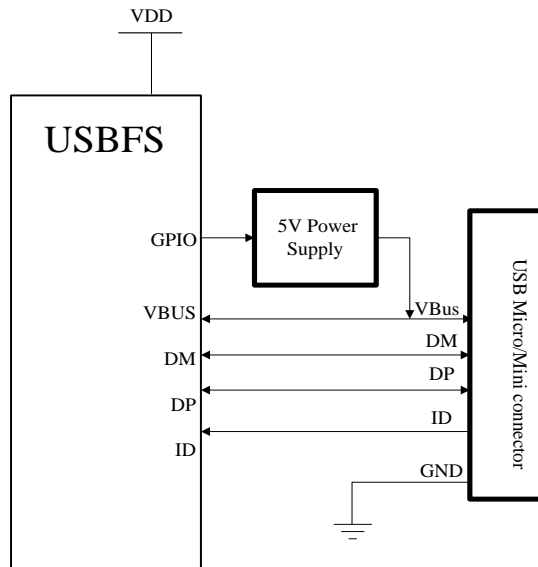 VDD
USBFS
GPIO
5V Power
Supply
VBUS
VBus
DM
DM
DP
DP
ID
ID
GND
USB Micro/Mini connector